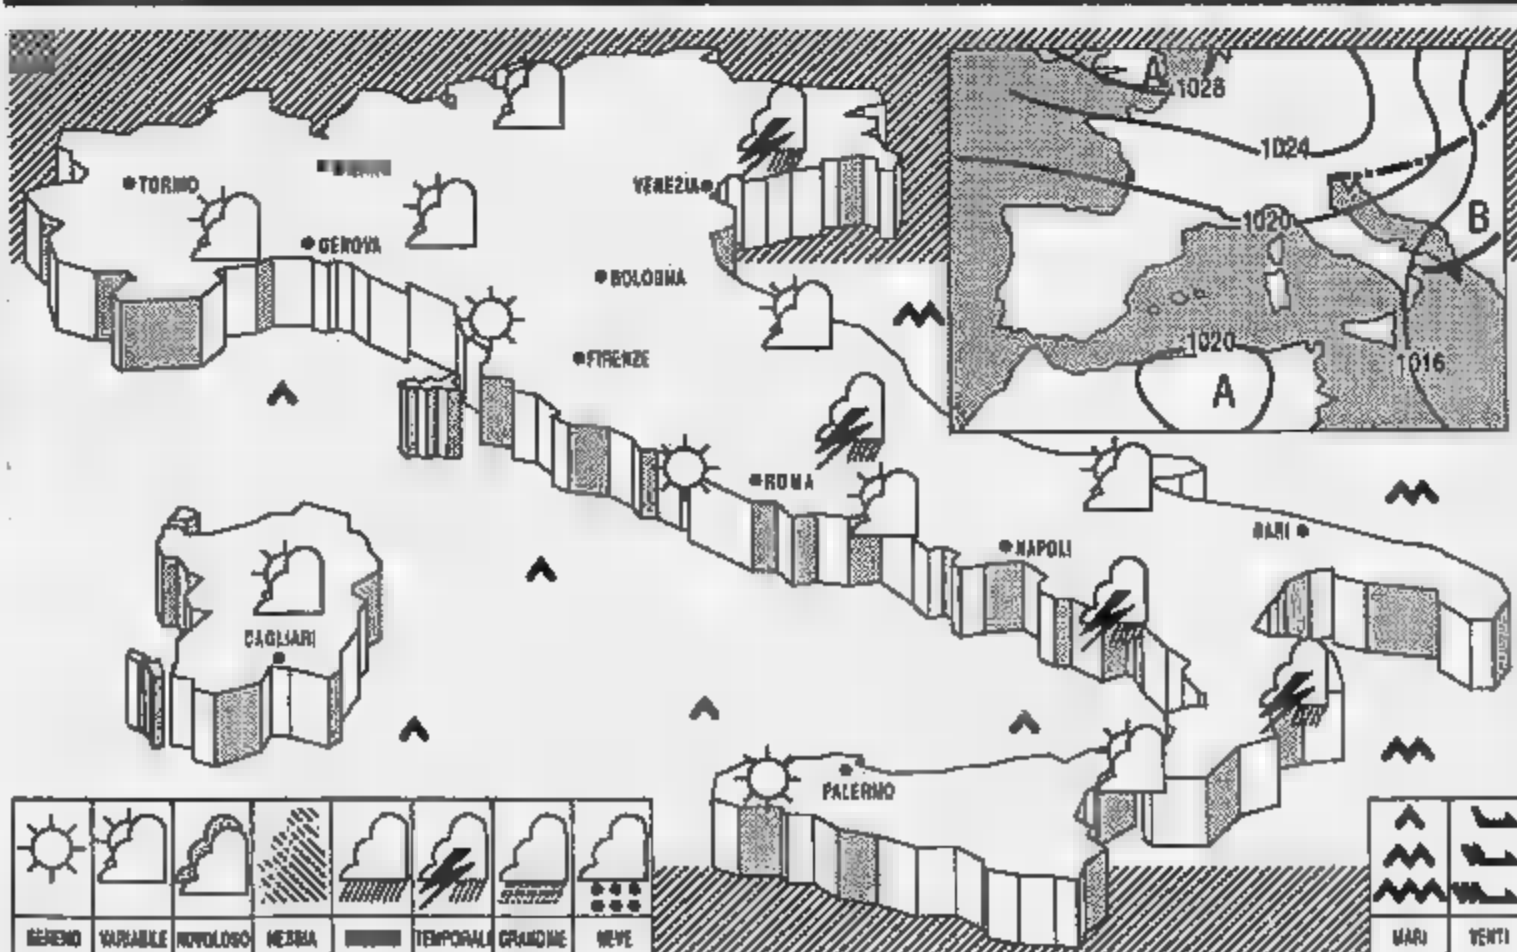 1028
A
1024
TORINO
VENEZIA
1020
B
GENOVA
BOLOGNA
1020
FIRENZE
1016
A
ROMA
BARI
NAPOLI
CAGLIARI
PALERMO
SERENO VARIABILE NUVOLOSO NEBBIA TEMPORALE GRANDINE NEVE
MARI VENTI